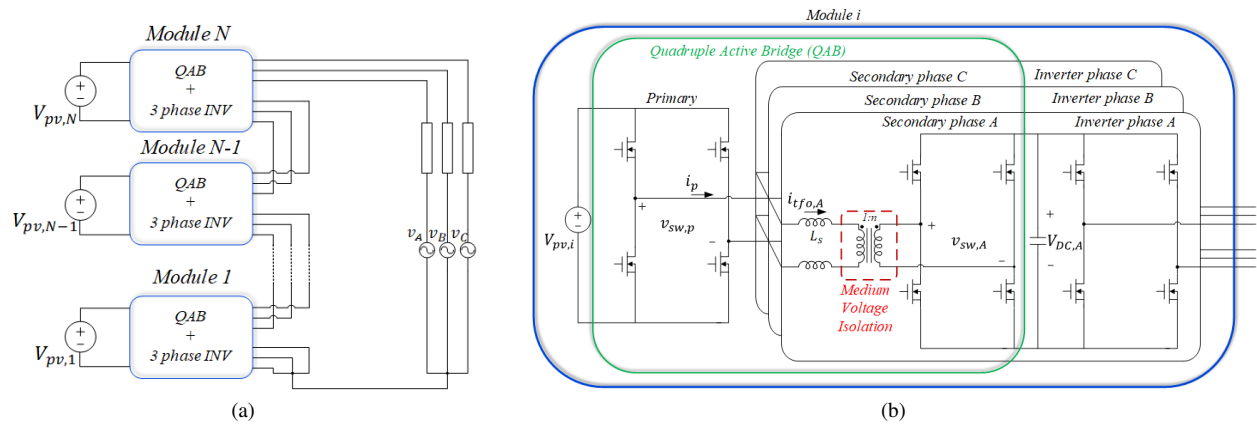 Module N
QAB
+
3 phase INV
V_{pv,N}
Module N-1
QAB
+
3 phase INV
V_{pv,N-1}
Module 1
QAB
+
3 phase INV
V_{pv,1}
v_A
v_B
v_C
(a)
Module i
Quadruple Active Bridge (QAB)
Secondary phase C
Inverter phase C
Primary
Secondary phase B
Inverter phase B
Secondary phase A
Inverter phase A
i_p
i_{tfo,A}
1:n
+
+
+
V_{pv,i}
v_{sw,p}
L_s
v_{sw,A}
V_{DC,A}
−
−
−
Medium
Voltage
Isolation
(b)